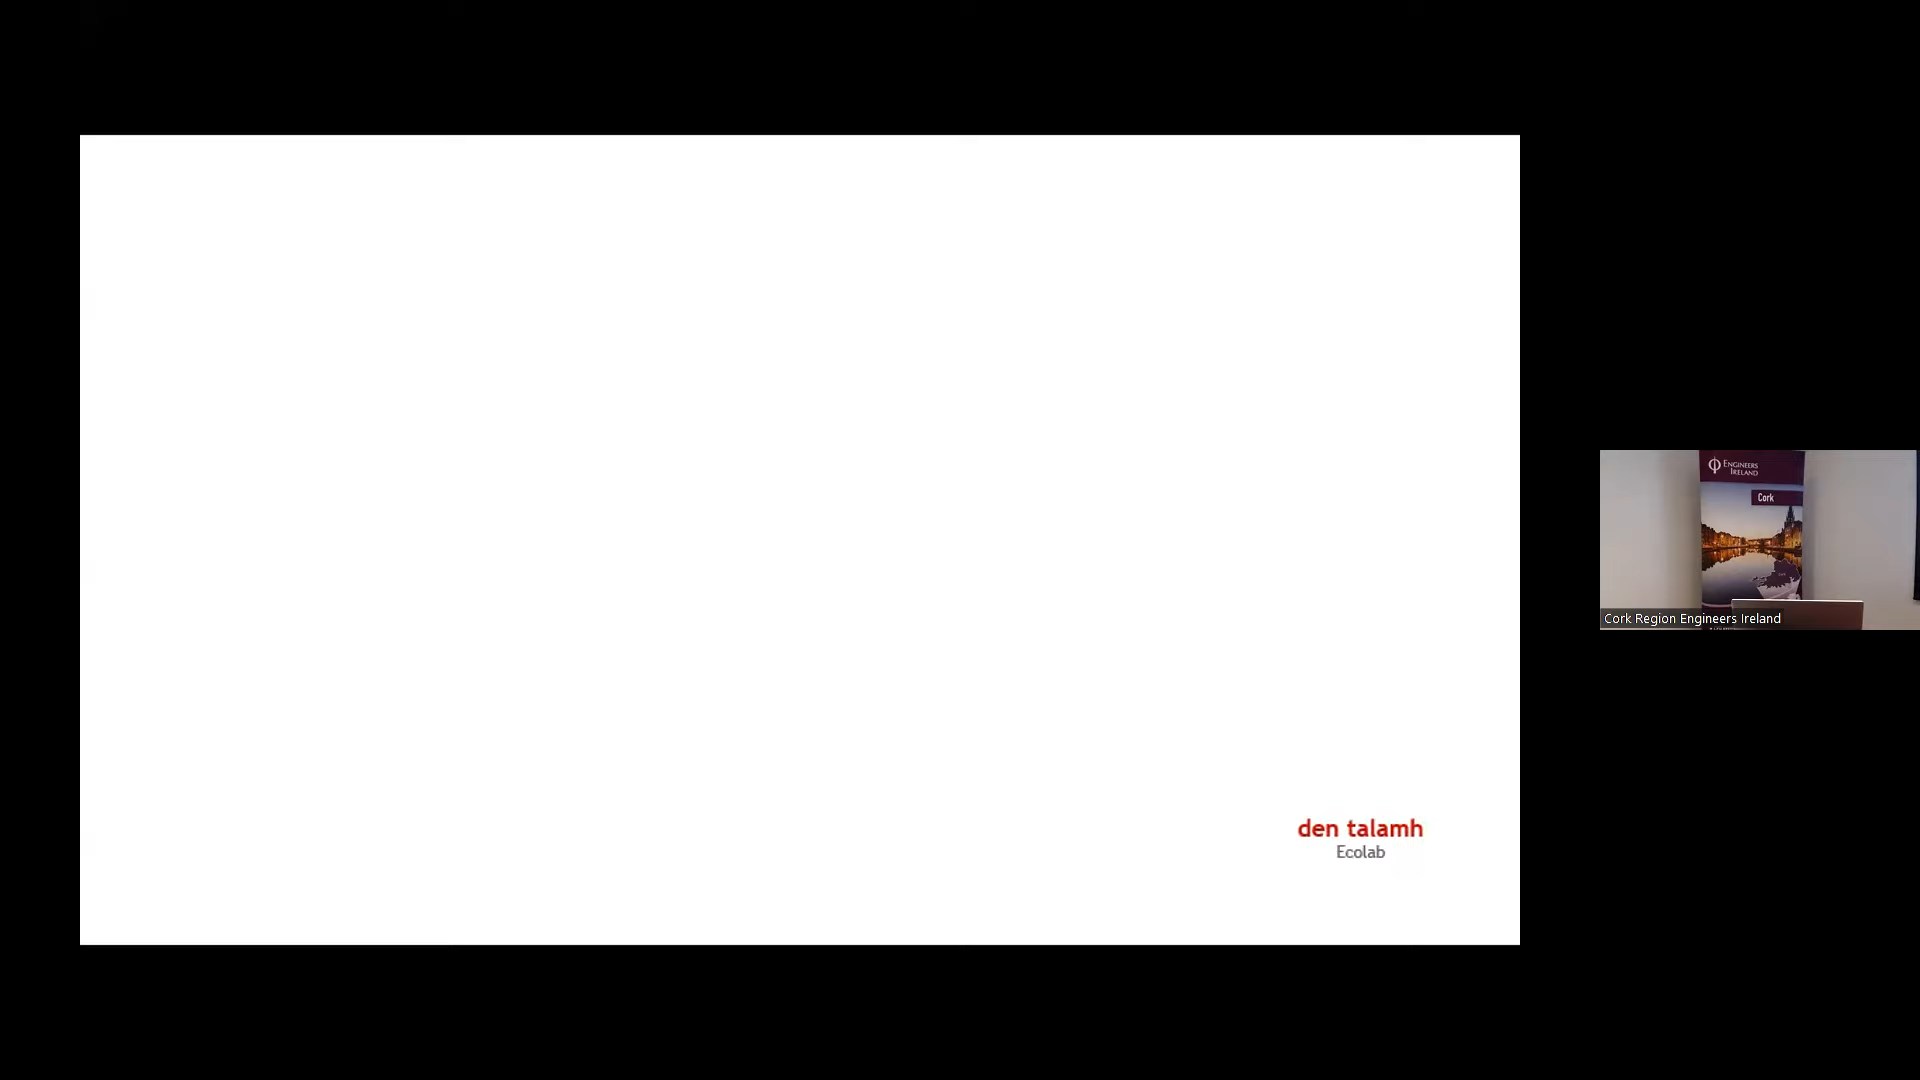 den talamh
Ecolab
ENGINEERS
IRELAND
Cork
Cork Region Engineers Ireland